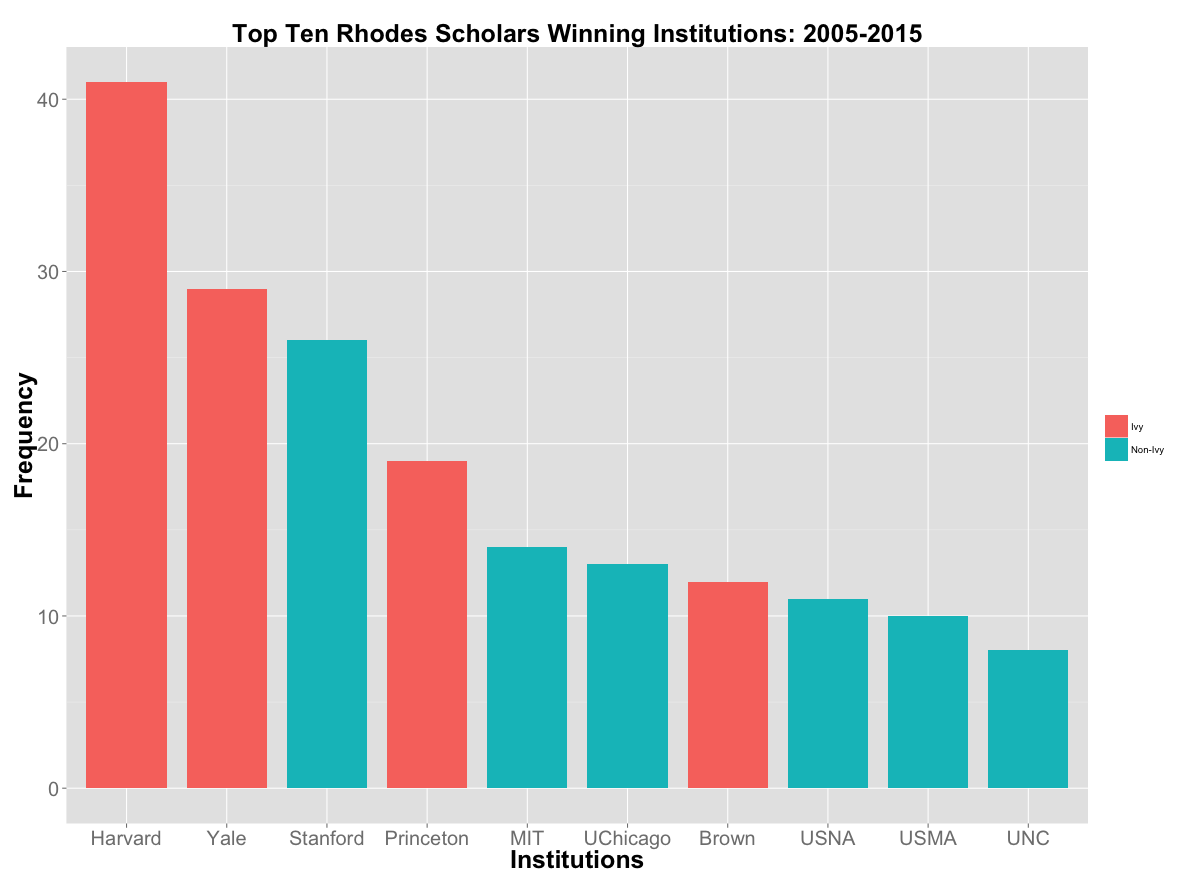 Top Ten Rhodes Scholars Winning Institutions: 2005-2015
Frequency
40
30
20
10
0
Harvard Yale Stanford Princeton MIT UChicago Brown USNA USMA UNC
Institutions
Ivy
Non-Ivy